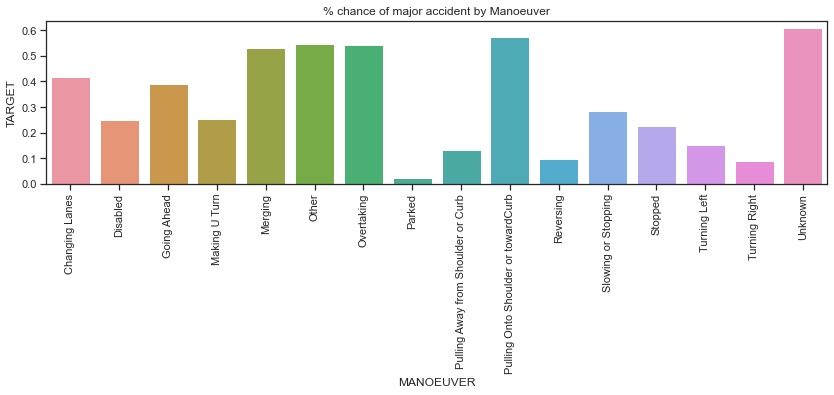 % chance of major accident by Manoeuver
TARGET
0.6
0.5
0.4
0.3
0.2
0.1
0.0
Changing Lanes
Disabled
Going Ahead
Making U Turn
Merging
Other
Overtaking
Parked
Pulling Away from Shoulder or Curb
Pulling Onto Shoulder or towardCurb
Reversing
Slowing or Stopping
Stopped
Turning Left
Turning Right
Unknown
MANOEUVER